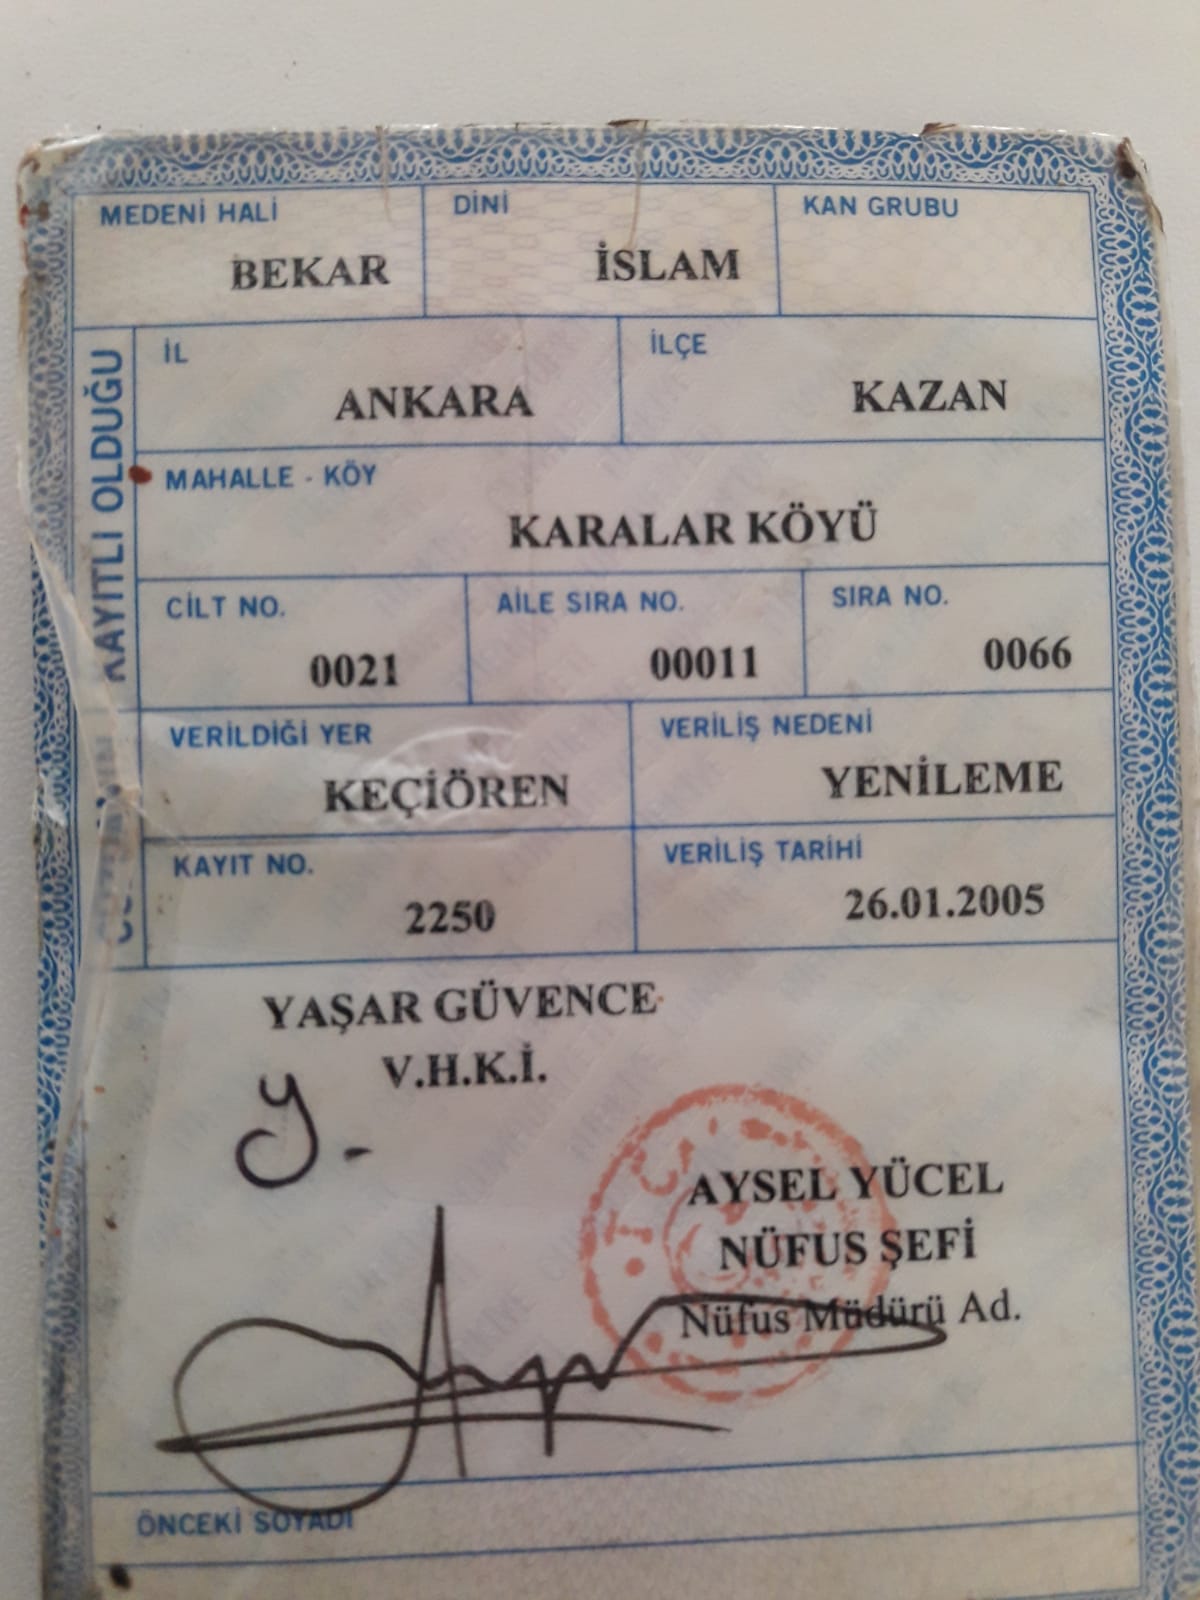 MEDENİ HALİ DİNİ KAN GRUBU
BEKAR İSLAM
KAYITLI OLDUĞU
İL İLÇE
ANKARA KAZAN
MAHALLE - KÖY
KARALAR KÖYÜ
CİLT NO. AİLE SIRA NO. SIRA NO.
0021 00011 0066
VERİLDİĞİ YER VERİLİŞ NEDENİ
KEÇİÖREN YENİLEME
KAYIT NO. VERİLİŞ TARİHİ
2250 26.01.2005
YAŞAR GÜVENCE
V.H.K.İ.
AYSEL YÜCEL
NÜFUS ŞEFİ
Nüfus Müdürü Ad.
ÖNCEKİ SOYADI